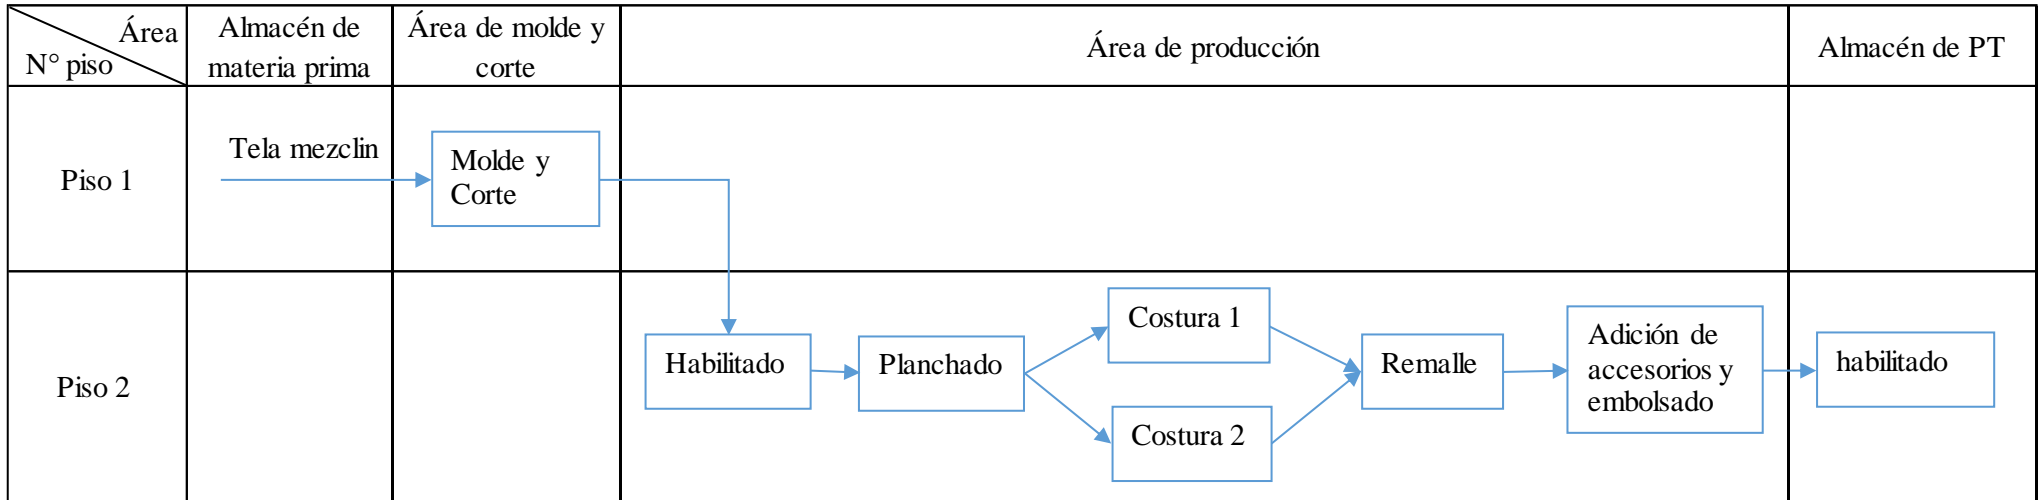 Área
N° piso
Almacén de
materia prima
Área de molde y
corte
Área de producción
Almacén de PT
Piso 1
Tela mezclin
Molde y
Corte
Piso 2
Habilitado
Planchado
Costura 1
Costura 2
Remalle
Adición de
accesorios y
embolsado
habilitado